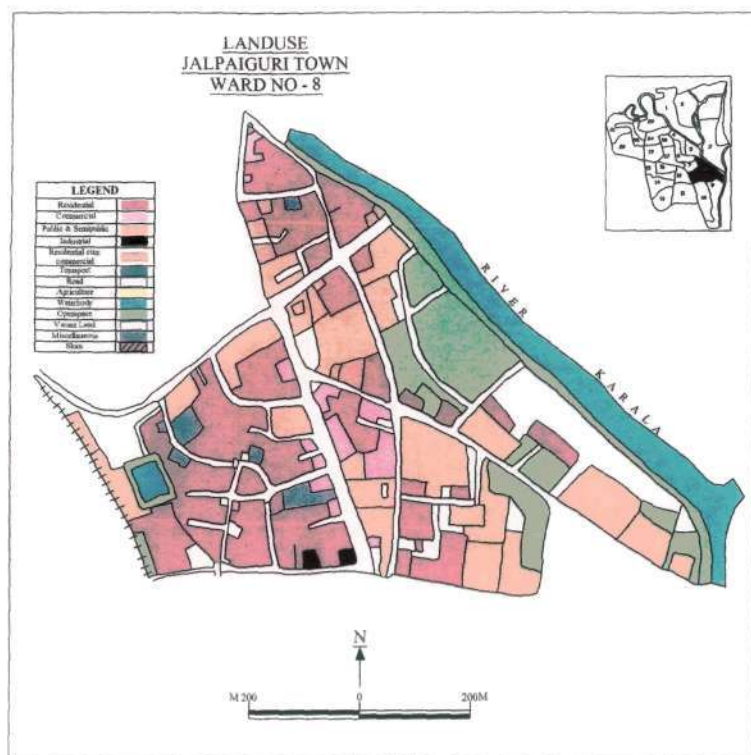 LANDUSE
JALPAIGURI TOWN
WARD NO - 8
LEGEND
Residential
Commercial
Public & Semipublic
Industrial
Residential cum
commercial
Transport
Road
Agriculture
Waterbody
Openspace
Vacant Land
Miscellaneous
Slum
RIVER KARALA
N
M 200 0 200M